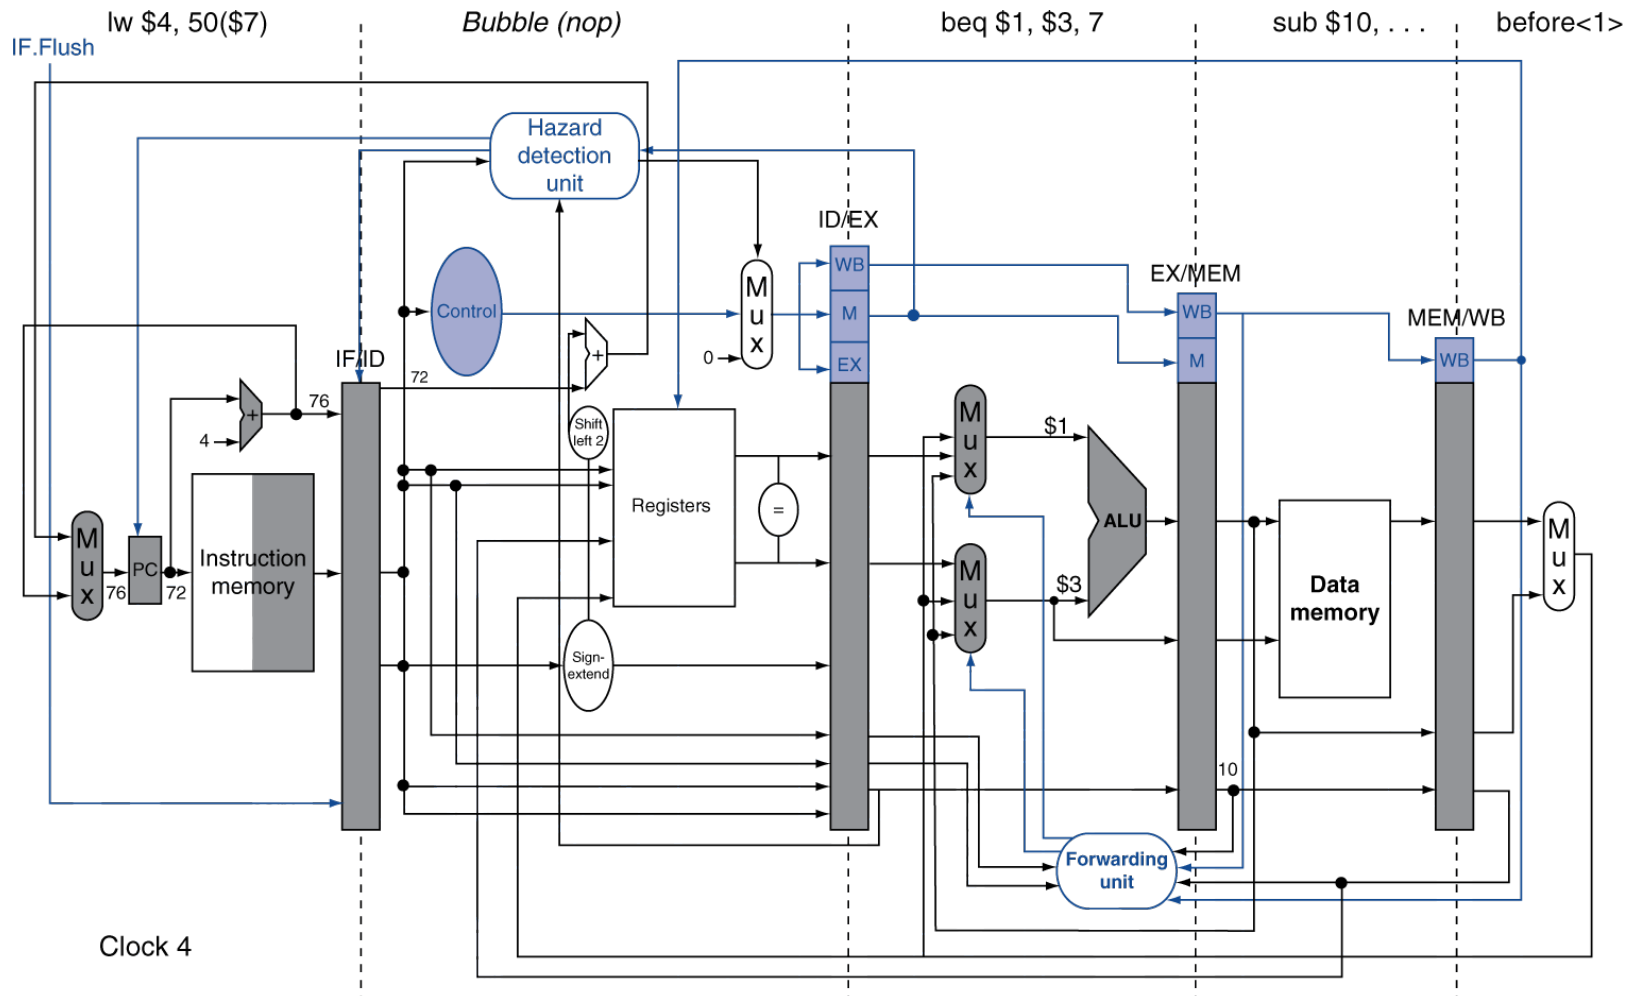 lw $4, 50($7)
Bubble (nop)
beq $1, $3, 7
sub $10, . . .
before<1>
IF.Flush
Hazard
detection
unit
ID/EX
WB
M
EX
EX/MEM
WB
M
MEM/WB
WB
Control
M
u
x
0
IF/ID
72
+
76
+
4
Shift
left 2
M
u
x
$1
Registers
=
ALU
M
u
x
PC
76
72
Instruction
memory
M
u
x
$3
Data
memory
M
u
x
Sign-
extend
10
Forwarding
unit
Clock 4